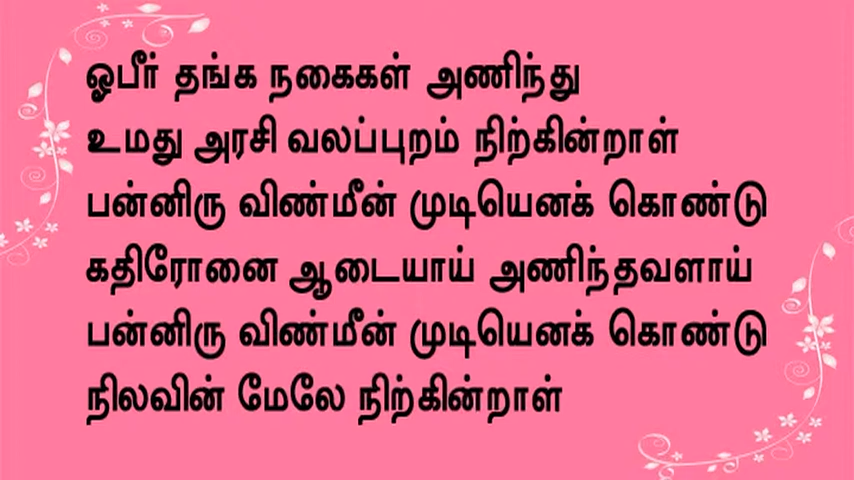 ஓபீர் தங்க நகைகள் அணிந்து
உமது அரசி வலப்புறம் நிற்கின்றாள்
பன்னிரு விண்மீன் முடியெனக் கொண்டு
கதிரோனை ஆடையாய் அணிந்தவளாய்
பன்னிரு விண்மீன் முடியெனக் கொண்டு
நிலவின் மேலே நிற்கின்றாள்